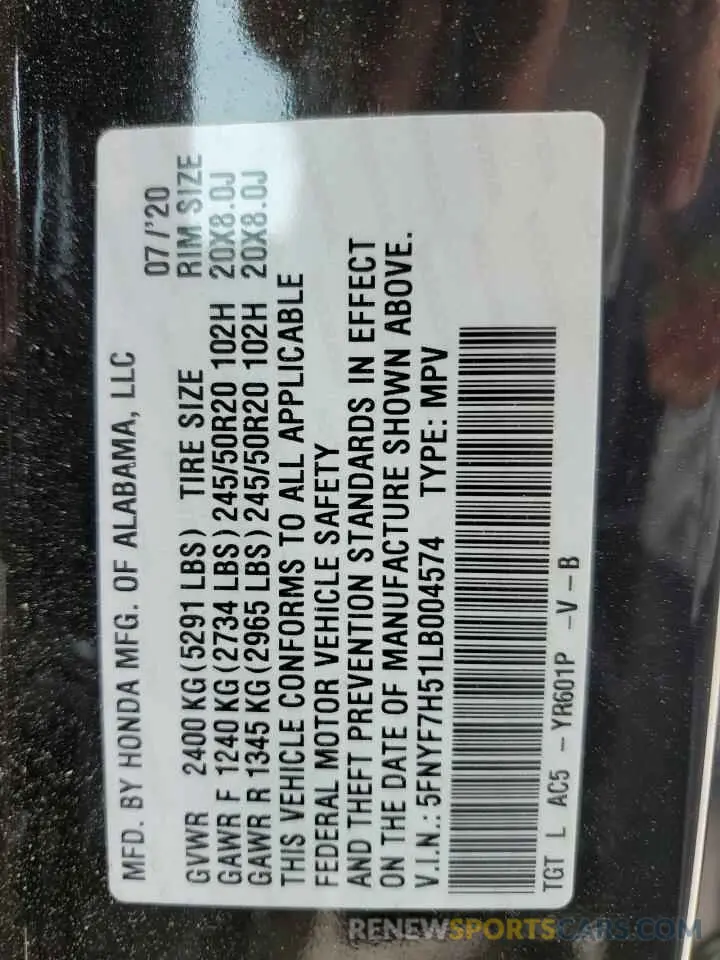 MFD. BY HONDA MFG. OF ALABAMA, LLC 07/'20
GVWR 2400 KG (5291 LBS) TIRE SIZE RIM SIZE
GAWR F 1240 KG (2734 LBS) 245/50R20 102H 20X8.0J
GAWR R 1345 KG (2965 LBS) 245/50R20 102H 20X8.0J
THIS VEHICLE CONFORMS TO ALL APPLICABLE
FEDERAL MOTOR VEHICLE SAFETY
AND THEFT PREVENTION STANDARDS IN EFFECT
ON THE DATE OF MANUFACTURE SHOWN ABOVE.
V.I.N.: 5FNYF7H51LB004574 TYPE: MPV
TGT L AC5 - YR601P -V-B
RENEWSPORTSCARS.COM